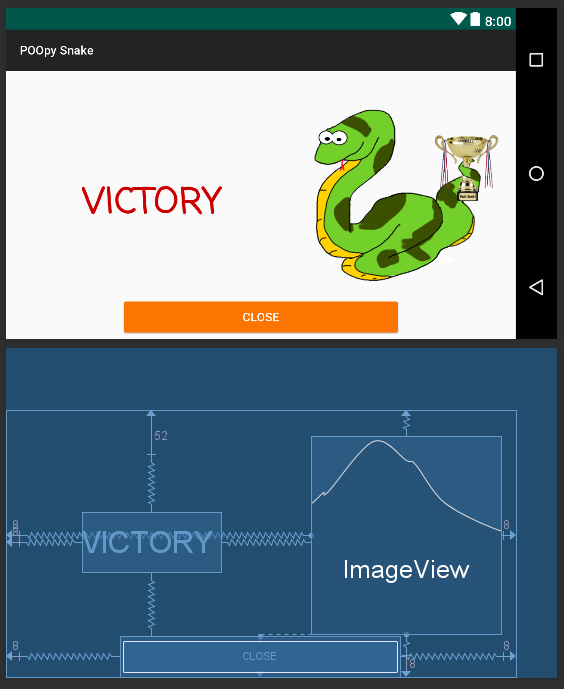 8:00
POOpy Snake
VICTORY
CLOSE
52
8
8
8
VICTORY
ImageView
8
CLOSE
8
8